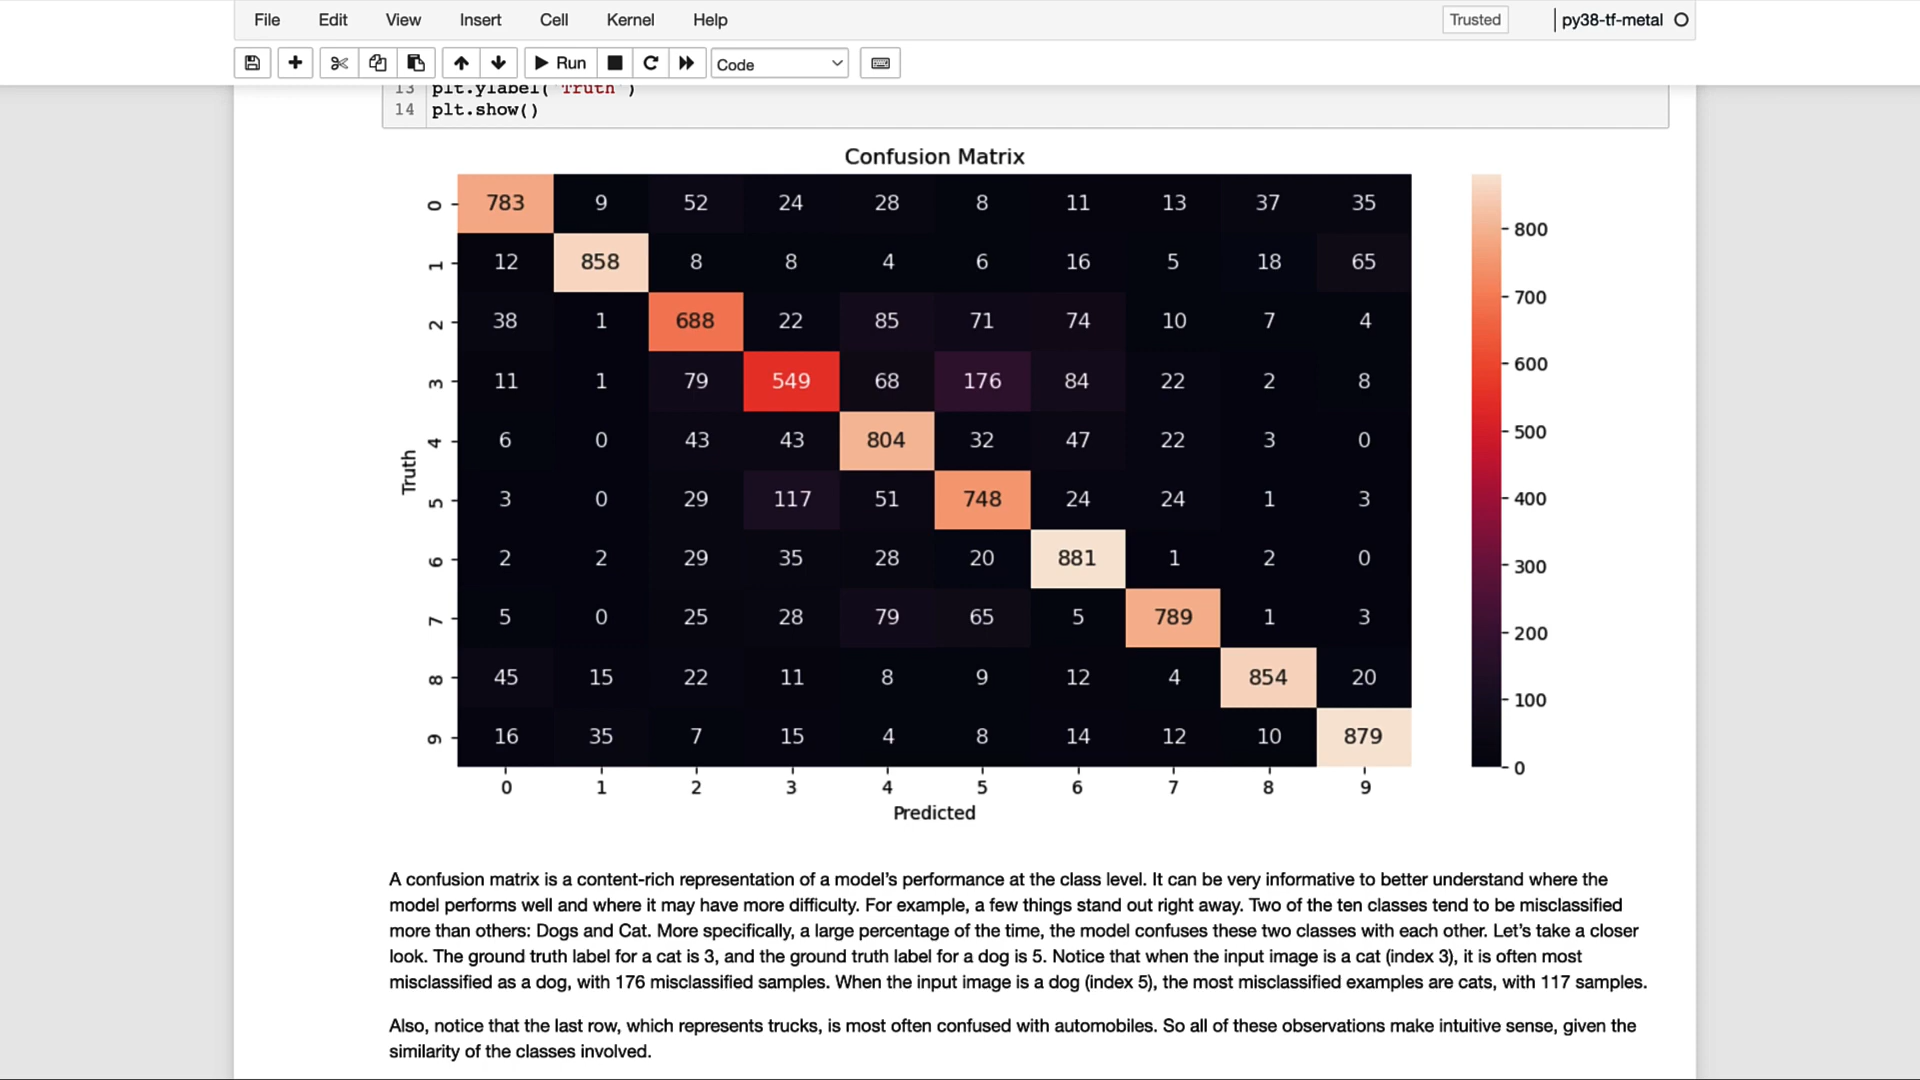 File Edit View Insert Cell Kernel Help Trusted py38-tf-metal
Run Code
13 plt.ylabel('Truth')
14 plt.show()
Confusion Matrix
0 783 9 52 24 28 8 11 13 37 35
1 12 858 8 8 4 6 16 5 18 65
2 38 1 688 22 85 71 74 10 7 4
3 11 1 79 549 68 176 84 22 2 8
4 6 0 43 43 804 32 47 22 3 0
5 3 0 29 117 51 748 24 24 1 3
6 2 2 29 35 28 20 881 1 2 0
7 5 0 25 28 79 65 5 789 1 3
8 45 15 22 11 8 9 12 4 854 20
9 16 35 7 15 4 8 14 12 10 879
Truth
0 1 2 3 4 5 6 7 8 9
Predicted
800
700
600
500
400
300
200
100
0
A confusion matrix is a content-rich representation of a model’s performance at the class level. It can be very informative to better understand where the
model performs well and where it may have more difficulty. For example, a few things stand out right away. Two of the ten classes tend to be misclassified
more than others: Dogs and Cat. More specifically, a large percentage of the time, the model confuses these two classes with each other. Let’s take a closer
look. The ground truth label for a cat is 3, and the ground truth label for a dog is 5. Notice that when the input image is a cat (index 3), it is often most
misclassified as a dog, with 176 misclassified samples. When the input image is a dog (index 5), the most misclassified examples are cats, with 117 samples.
Also, notice that the last row, which represents trucks, is most often confused with automobiles. So all of these observations make intuitive sense, given the
similarity of the classes involved.